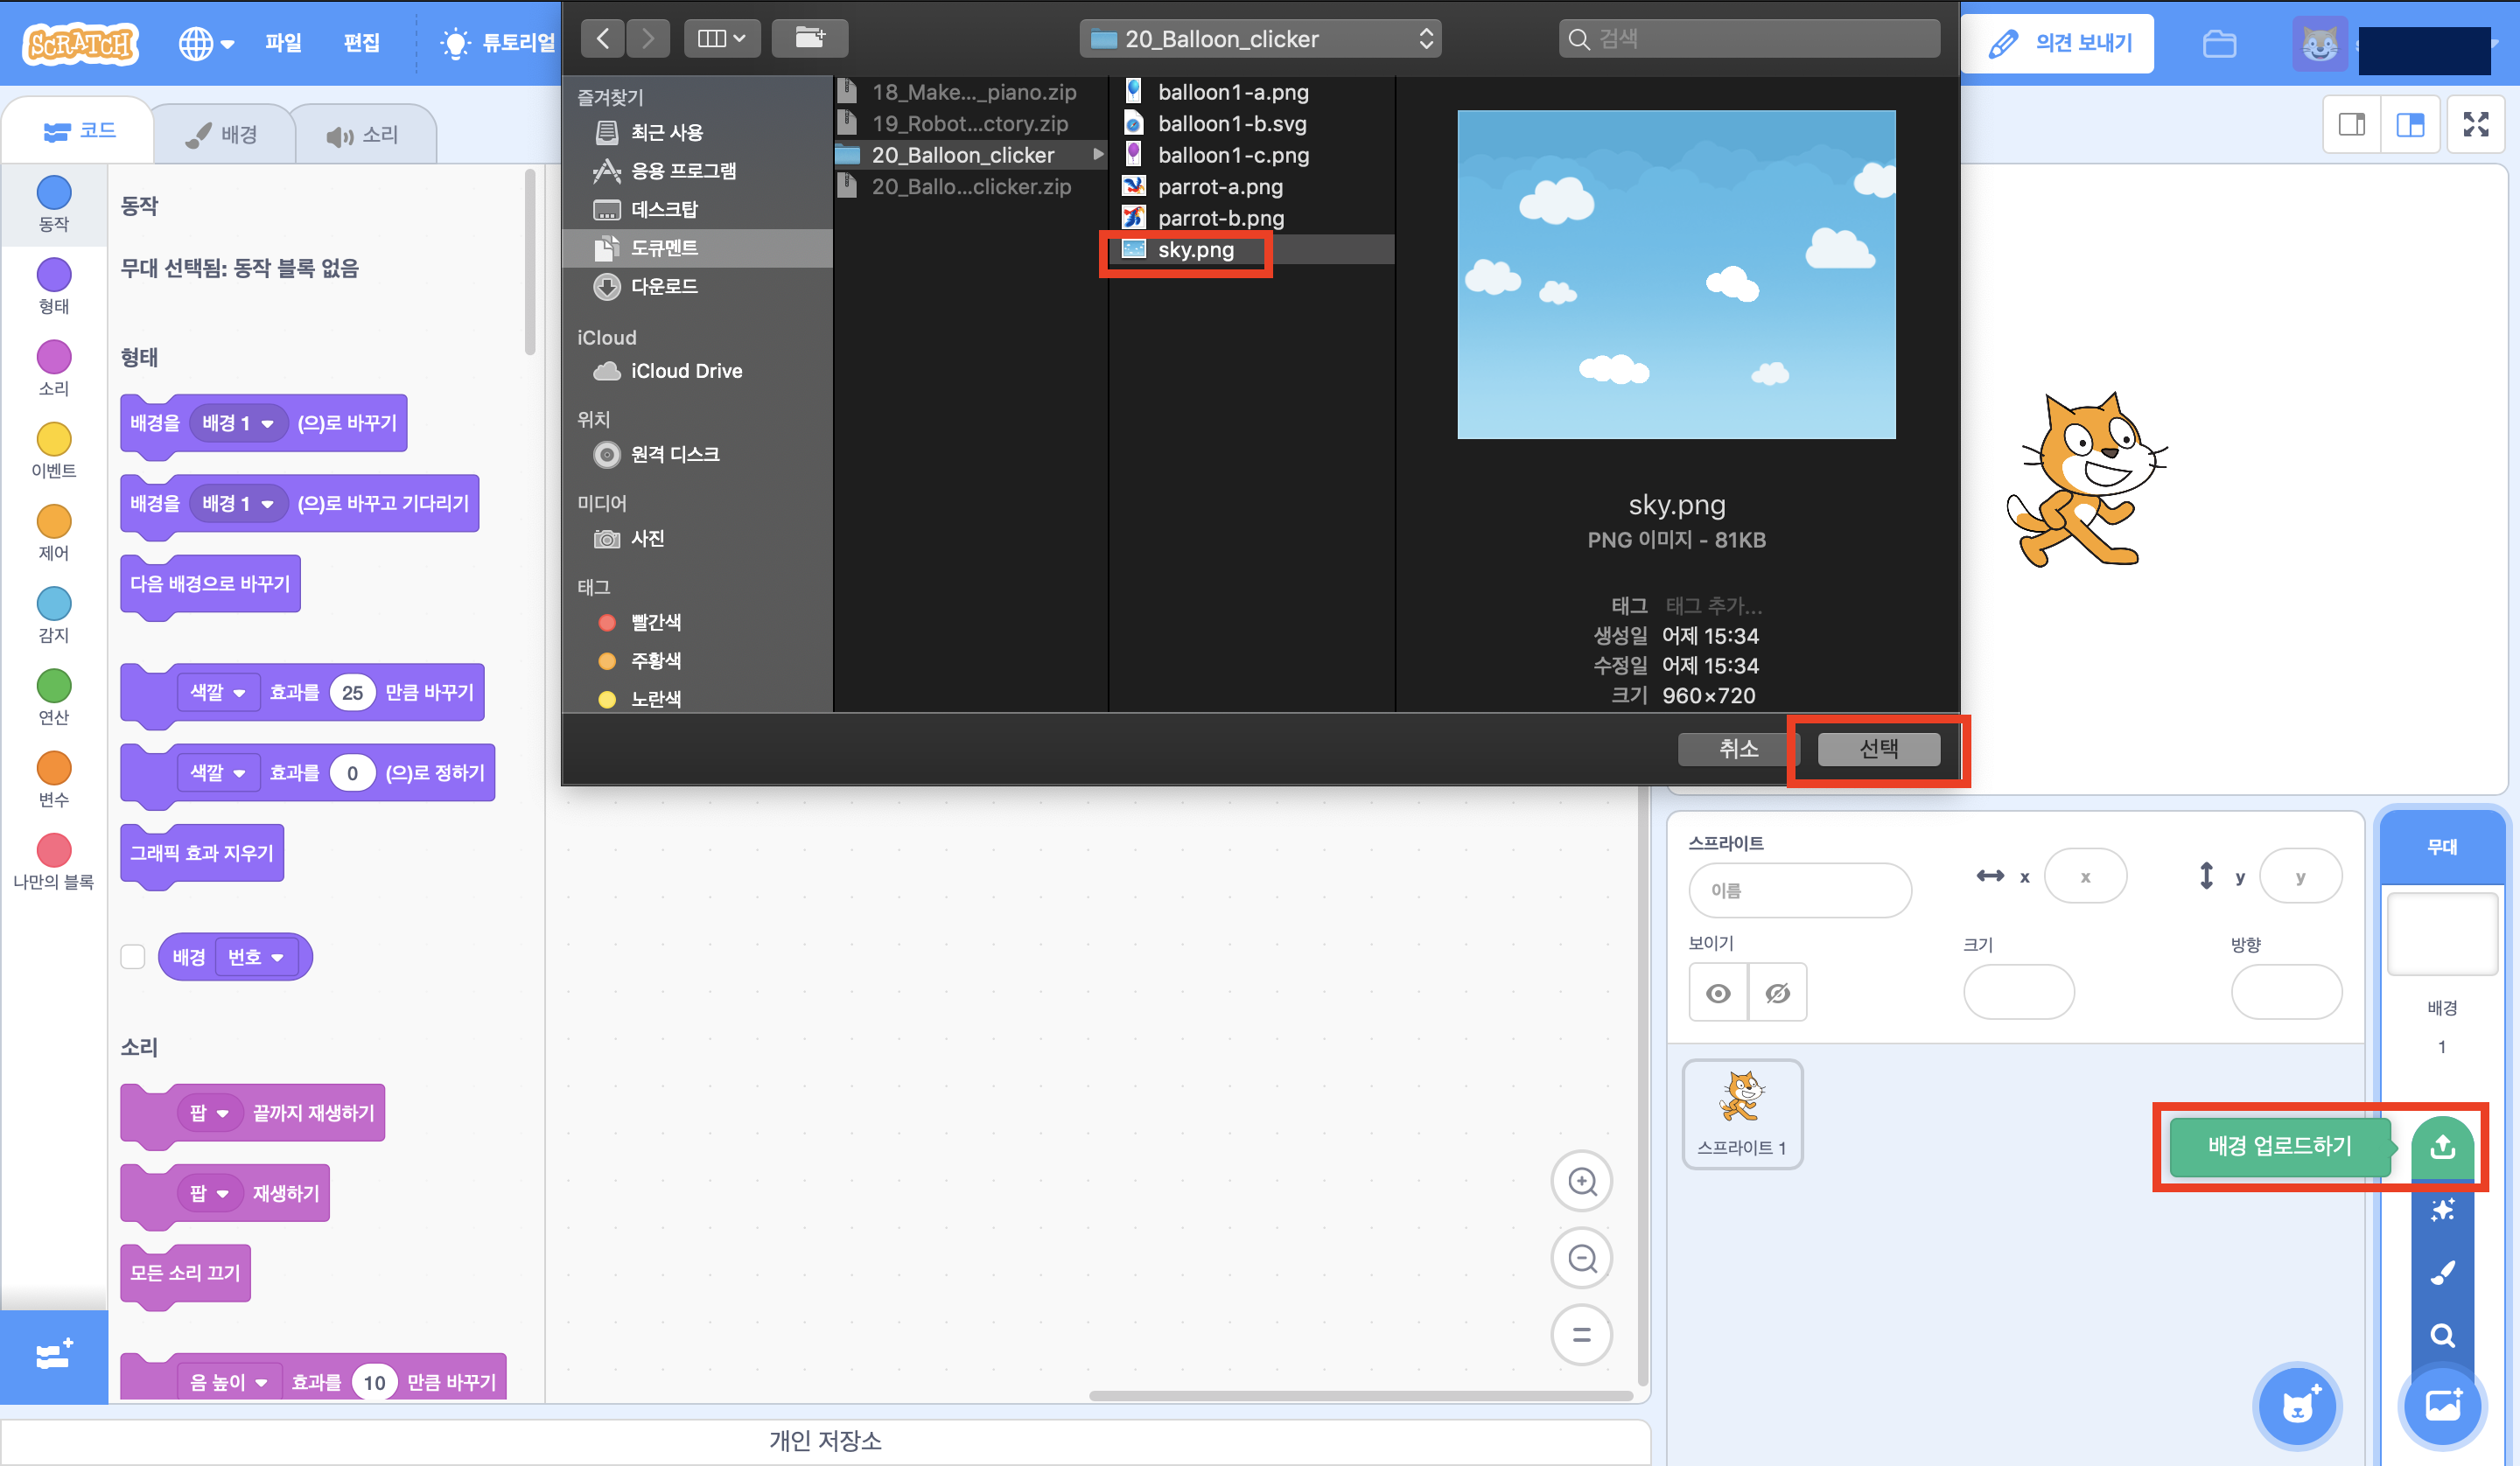 SCRATCH
파일
편집
튜토리얼
20_Balloon_clicker
검색
의견 보내기
코드
배경
소리
동작
형태
소리
이벤트
제어
감지
연산
변수
나만의 블록
동작
무대 선택됨: 동작 블록 없음
형태
배경을 배경 1 (으)로 바꾸기
배경을 배경 1 (으)로 바꾸고 기다리기
다음 배경으로 바꾸기
색깔 효과를 25 만큼 바꾸기
색깔 효과를 0 (으)로 정하기
그래픽 효과 지우기
배경 번호
소리
팝 끝까지 재생하기
팝 재생하기
모든 소리 끄기
음 높이 효과를 10 만큼 바꾸기
즐겨찾기
최근 사용
응용 프로그램
데스크탑
도큐멘트
다운로드
iCloud
iCloud Drive
위치
원격 디스크
미디어
사진
태그
빨간색
주황색
노란색
18_Make..._piano.zip
19_Robot...ctory.zip
20_Balloon_clicker
20_Ballo...clicker.zip
balloon1-a.png
balloon1-b.svg
balloon1-c.png
parrot-a.png
parrot-b.png
sky.png
sky.png
PNG 이미지 - 81KB
태그 태그 추가...
생성일 어제 15:34
수정일 어제 15:34
크기 960×720
취소
선택
스프라이트
이름
x x
y y
보이기
크기
방향
스프라이트 1
무대
배경
1
배경 업로드하기
개인 저장소